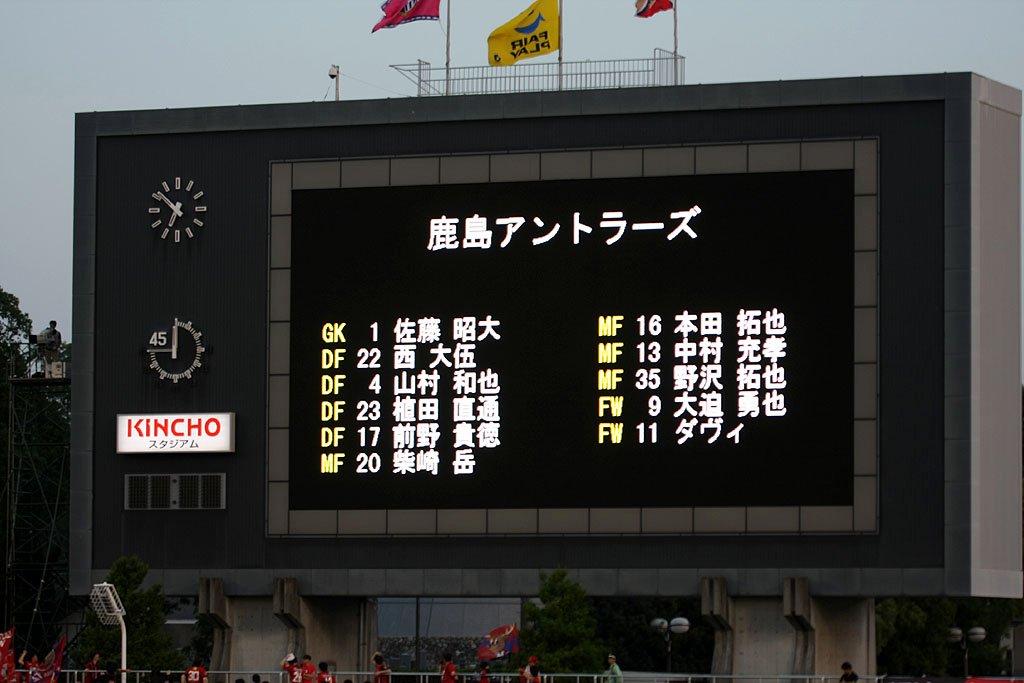 FAIR
PLAY
鹿島アントラーズ
GK 1 佐藤 昭大
DF 22 西 大伍
DF 4 山村 和也
DF 23 植田 直通
DF 17 前野 貴徳
MF 20 柴崎 岳
MF 16 本田 拓也
MF 13 中村 充孝
MF 35 野沢 拓也
FW 9 大迫 勇也
FW 11 ダヴィ
45
KINCHO
スタジアム